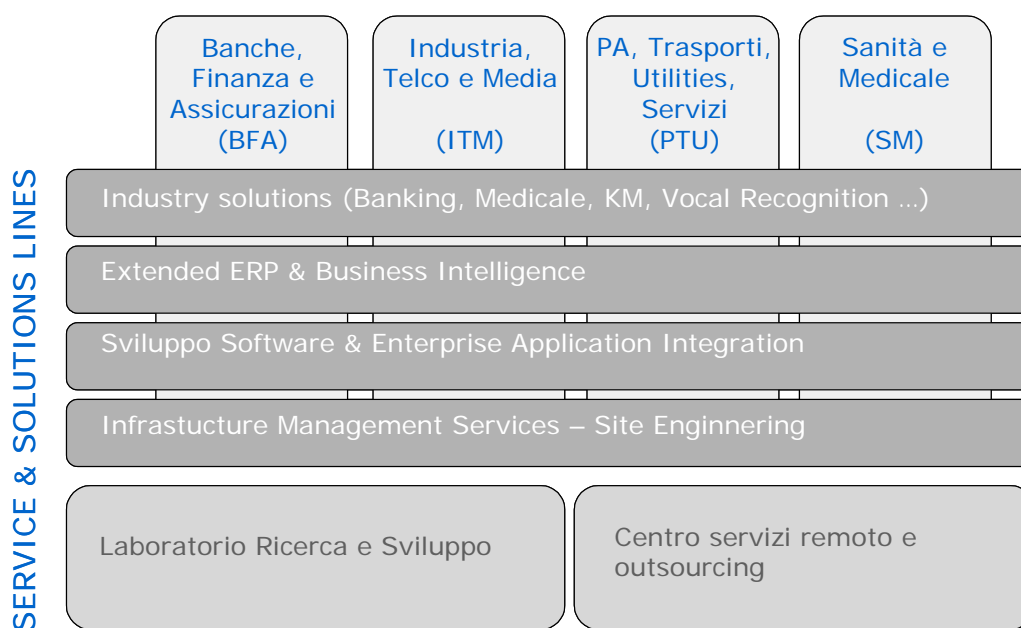 Banche,
Finanza e
Assicurazioni
(BFA)
Industria,
Telco e Media
(ITM)
PA, Trasporti,
Utilities,
Servizi
(PTU)
Sanità e
Medicale
(SM)
SERVICE & SOLUTIONS LINES
Industry solutions (Banking, Medicale, KM, Vocal Recognition …)
Extended ERP & Business Intelligence
Sviluppo Software & Enterprise Application Integration
Infrastucture Management Services – Site Enginnering
Laboratorio Ricerca e Sviluppo
Centro servizi remoto e
outsourcing